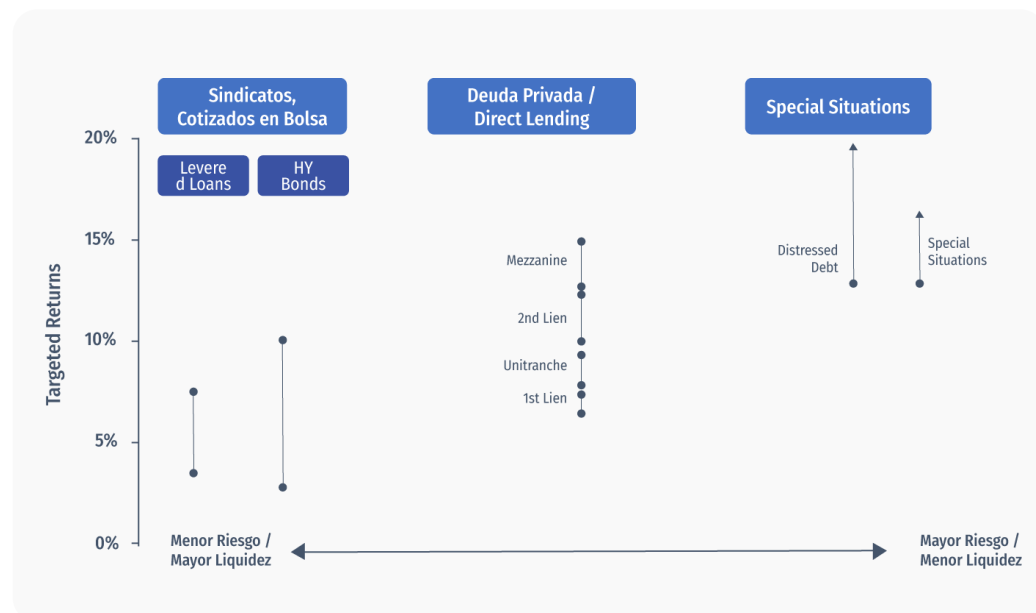 Sindicatos,
Cotizados en Bolsa
Deuda Privada /
Direct Lending
Special Situations
Levere
d Loans
HY
Bonds
Targeted Returns
20%
15%
10%
5%
0%
Mezzanine
2nd Lien
Unitranche
1st Lien
Distressed
Debt
Special
Situations
Menor Riesgo /
Mayor Liquidez
Mayor Riesgo /
Menor Liquidez